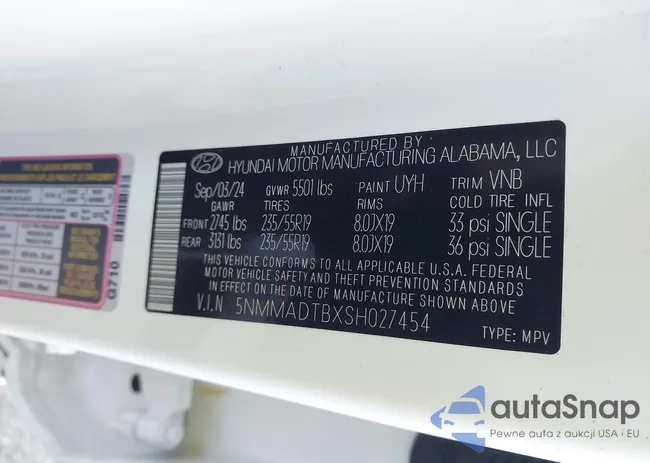 MANUFACTURED BY
HYUNDAI MOTOR MANUFACTURING ALABAMA, LLC
Sep/03/24 GVWR 5501 lbs PAINT UYH TRIM VNB
GAWR TIRES RIMS COLD TIRE INFL
FRONT 2745 lbs 235/55R19 8.0JX19 33 psi SINGLE
REAR 3131 lbs 235/55R19 8.0JX19 36 psi SINGLE
THIS VEHICLE CONFORMS TO ALL APPLICABLE U.S.A. FEDERAL
MOTOR VEHICLE SAFETY AND THEFT PREVENTION STANDARDS
IN EFFECT ON THE DATE OF MANUFACTURE SHOWN ABOVE
V.I.N 5NMMADTBXSH027454
TYPE: MPV
Q710
autaSnap
Pewne auta z aukcji USA i EU